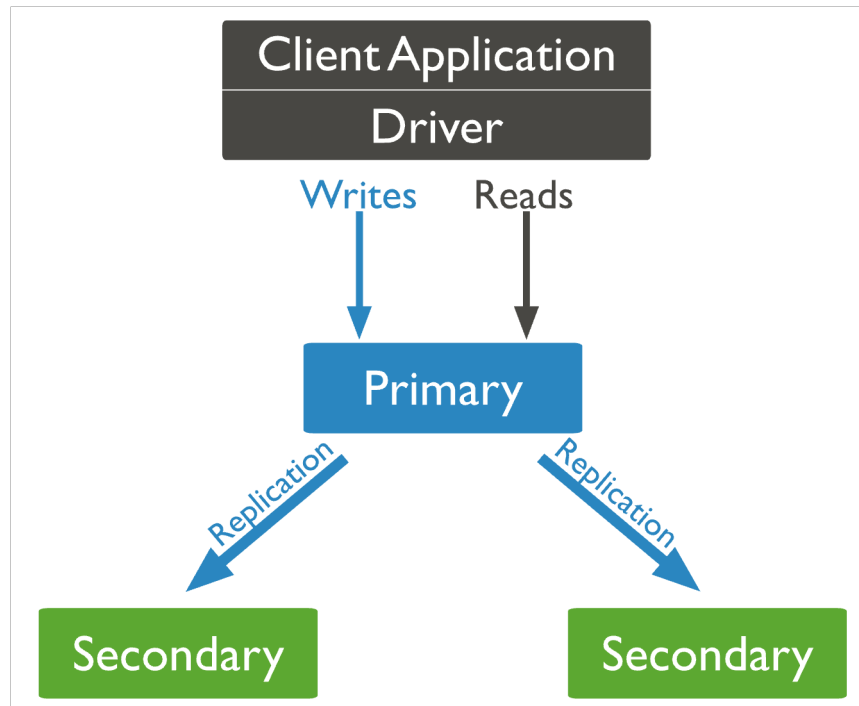 Client Application
Driver
Writes
Reads
Primary
Replication
Replication
Secondary
Secondary